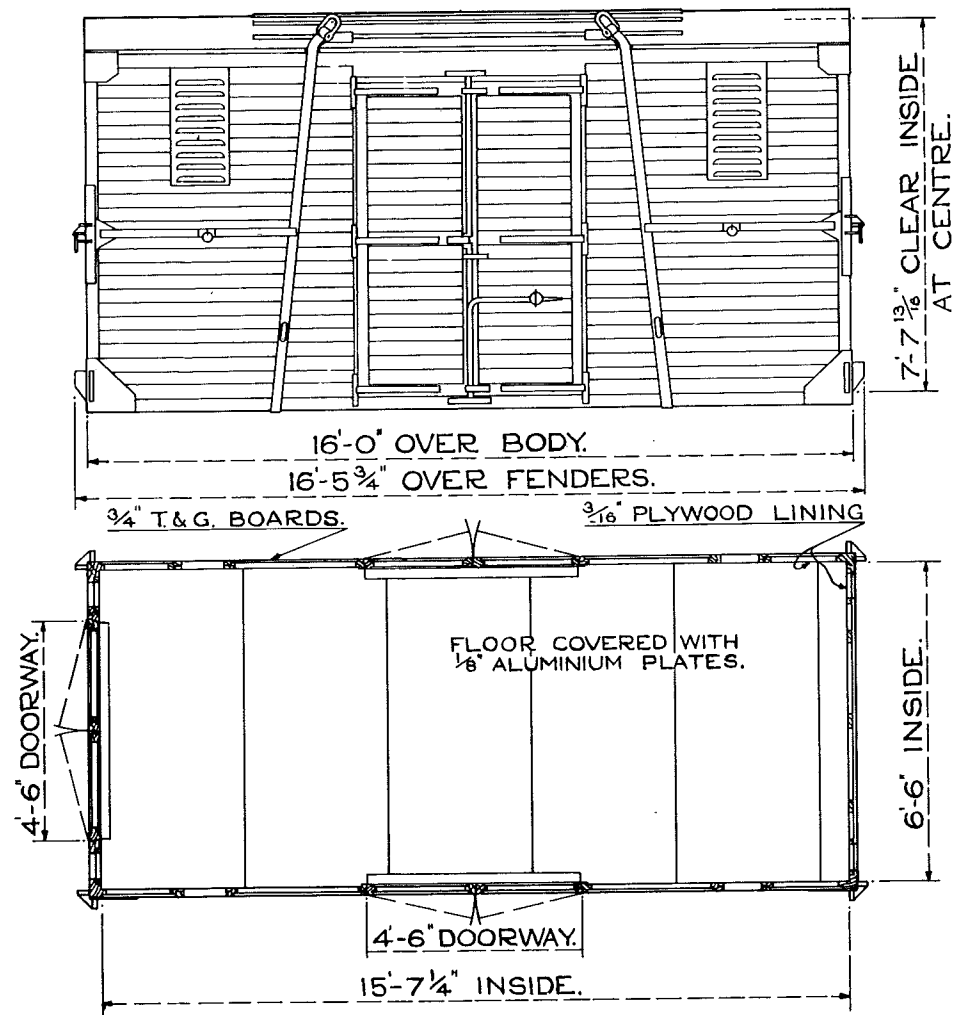 7'-7 13/16" CLEAR INSIDE
AT CENTRE.
16'-0" OVER BODY.
16'-5 3/4" OVER FENDERS.
3/4" T.& G. BOARDS.
3/16" PLYWOOD LINING
FLOOR COVERED WITH
1/8" ALUMINIUM PLATES.
4'-6" DOORWAY.
6'-6" INSIDE.
4'-6" DOORWAY.
15'-7 1/4" INSIDE.